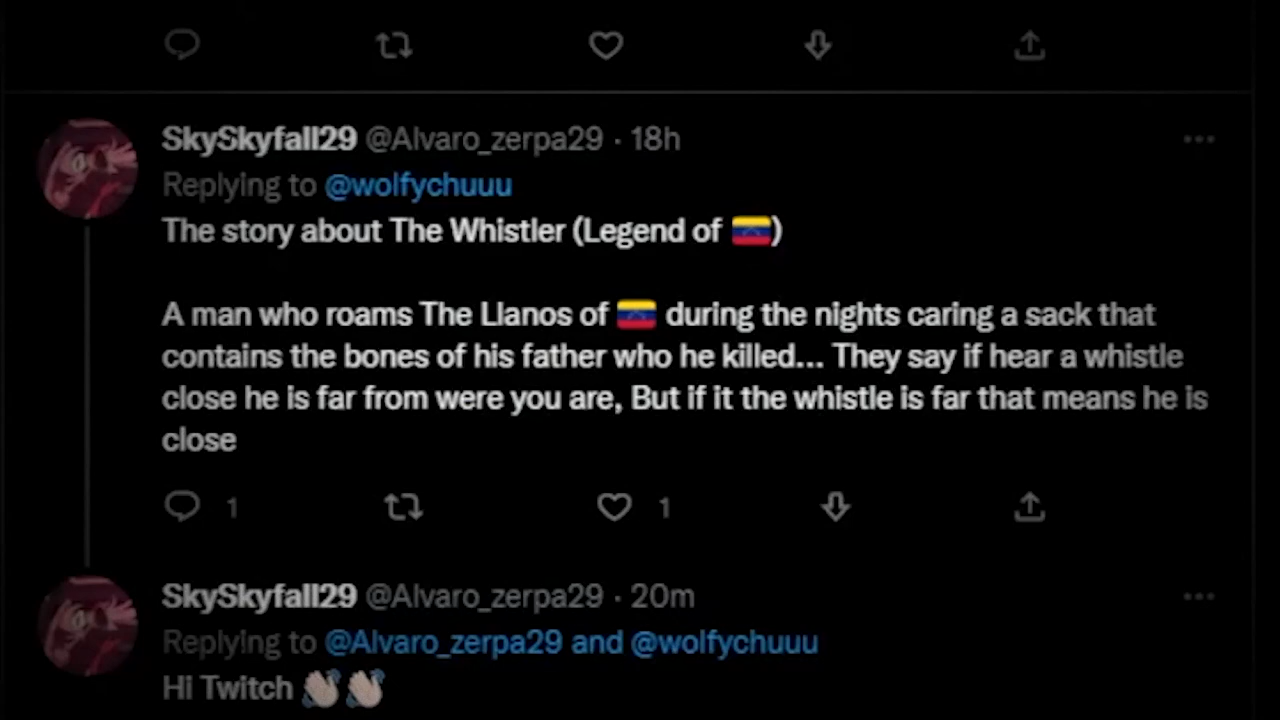 SkySkyfall29 @Alvaro_zerpa29 · 18h
Replying to @wolfychuuu
The story about The Whistler (Legend of 🇻🇪)
A man who roams The Llanos of 🇻🇪 during the nights caring a sack that
contains the bones of his father who he killed... They say if hear a whistle
close he is far from were you are, But if it the whistle is far that means he is
close
1 1
SkySkyfall29 @Alvaro_zerpa29 · 20m
Replying to @Alvaro_zerpa29 and @wolfychuuu
Hi Twitch 👋🏻👋🏻